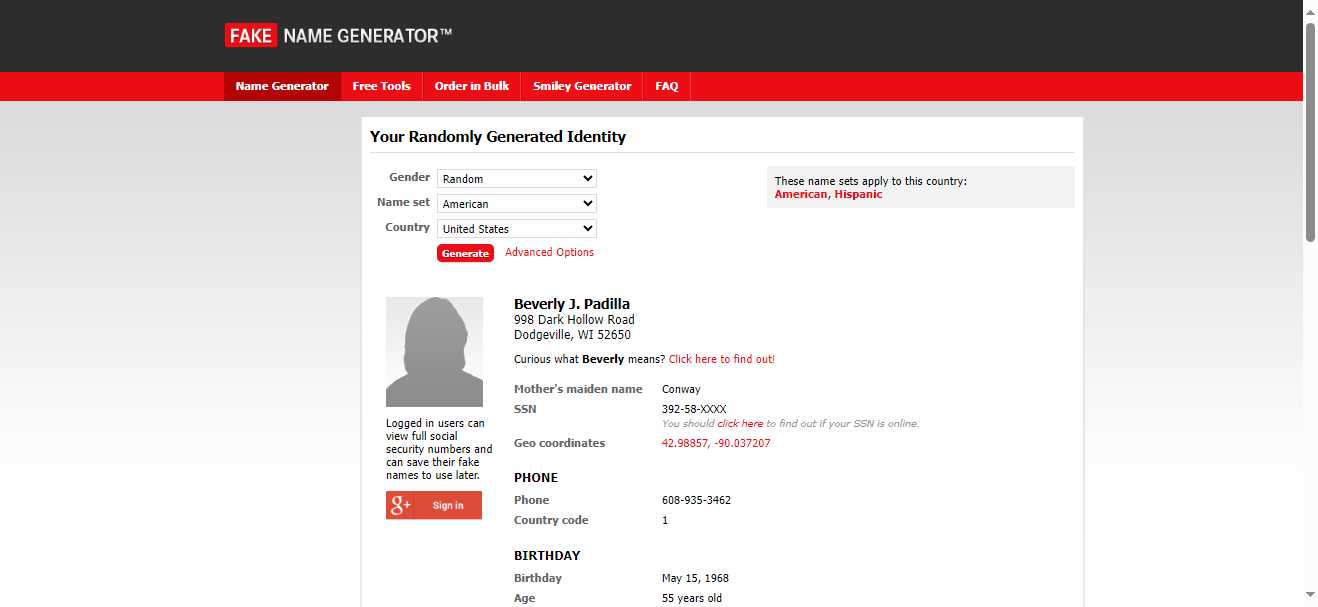 FAKE NAME GENERATOR™
Name Generator Free Tools Order in Bulk Smiley Generator FAQ
Your Randomly Generated Identity
Gender Random
Name set American
Country United States
Generate Advanced Options
These name sets apply to this country:
American, Hispanic
Logged in users can
view full social
security numbers and
can save their fake
names to use later.
g+ Sign in
Beverly J. Padilla
998 Dark Hollow Road
Dodgeville, WI 52650
Curious what Beverly means? Click here to find out!
Mother's maiden name Conway
SSN 392-58-XXXX
You should click here to find out if your SSN is online.
Geo coordinates 42.98857, -90.037207
PHONE
Phone 608-935-3462
Country code 1
BIRTHDAY
Birthday May 15, 1968
Age 55 years old